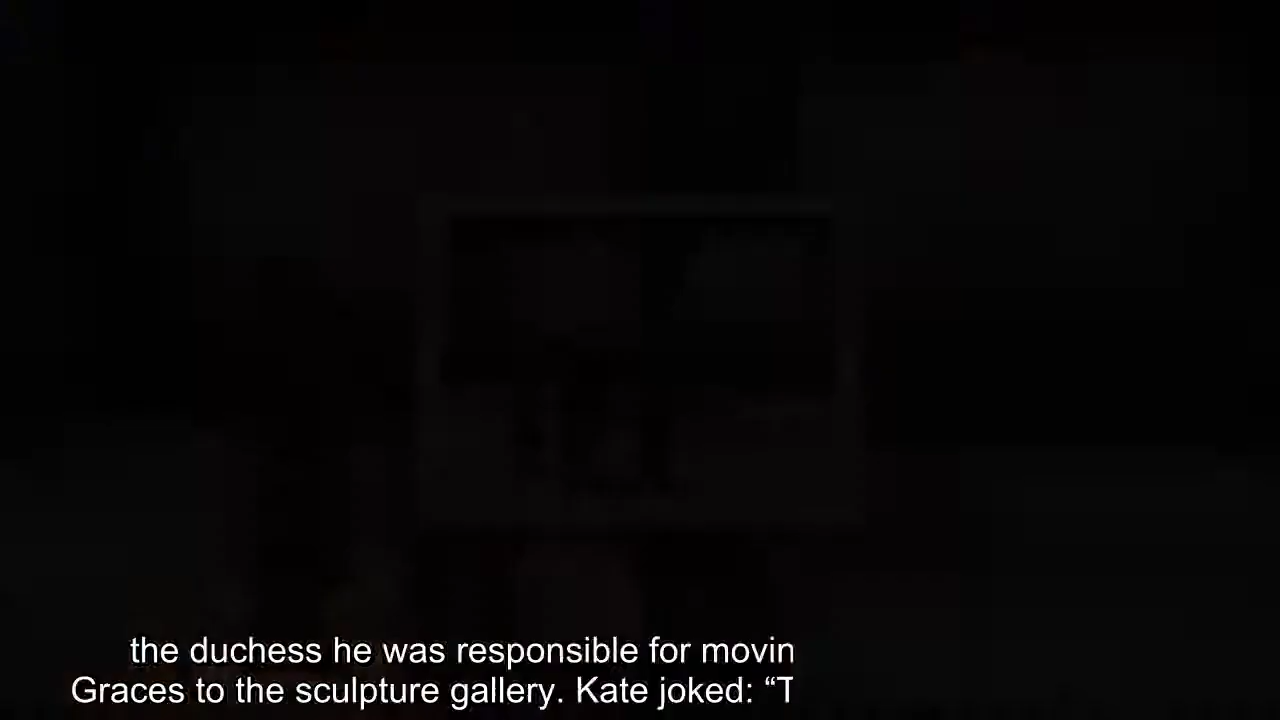 the duchess he was responsible for movin
Graces to the sculpture gallery. Kate joked: “T